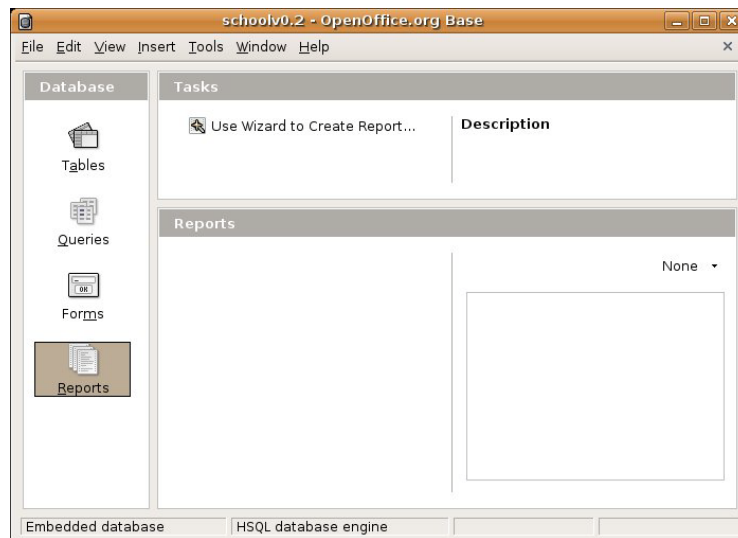 schoolv0.2 - OpenOffice.org Base
File Edit View Insert Tools Window Help
Database
Tables
Queries
Forms
Reports
Tasks
Use Wizard to Create Report...
Description
Reports
None
Embedded database
HSQL database engine